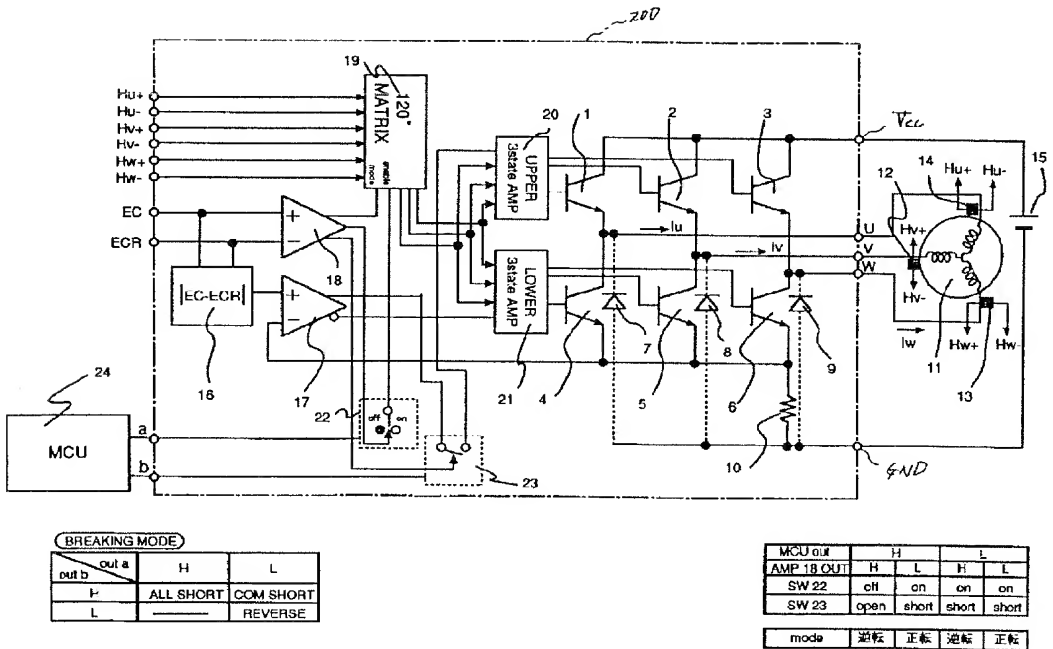 200
19
120°
MATRIX
mode
enable
Hu+
Hu-
Hv+
Hv-
Hw+
Hw-
EC
ECR
+
-
18
|EC-ECR|
16
+
-
17
20
UPPER
3state AMP
LOWER
3state AMP
21
1
2
3
Iu
Iv
Iw
4
5
6
7
8
9
10
Vcc
GND
U
V
W
12
14
Hu+
Hu-
15
Hv+
Hv-
11
Hw+
Hw-
13
22
off
on
23
24
MCU
a
b
BREAKING MODE
out a
out b
H
L
H
ALL SHORT
COM SHORT
L
REVERSE
MCU out H L
AMP 18 OUT H L H L
SW 22 off on on on
SW 23 open short short short
mode 逆転 正転 逆転 正転